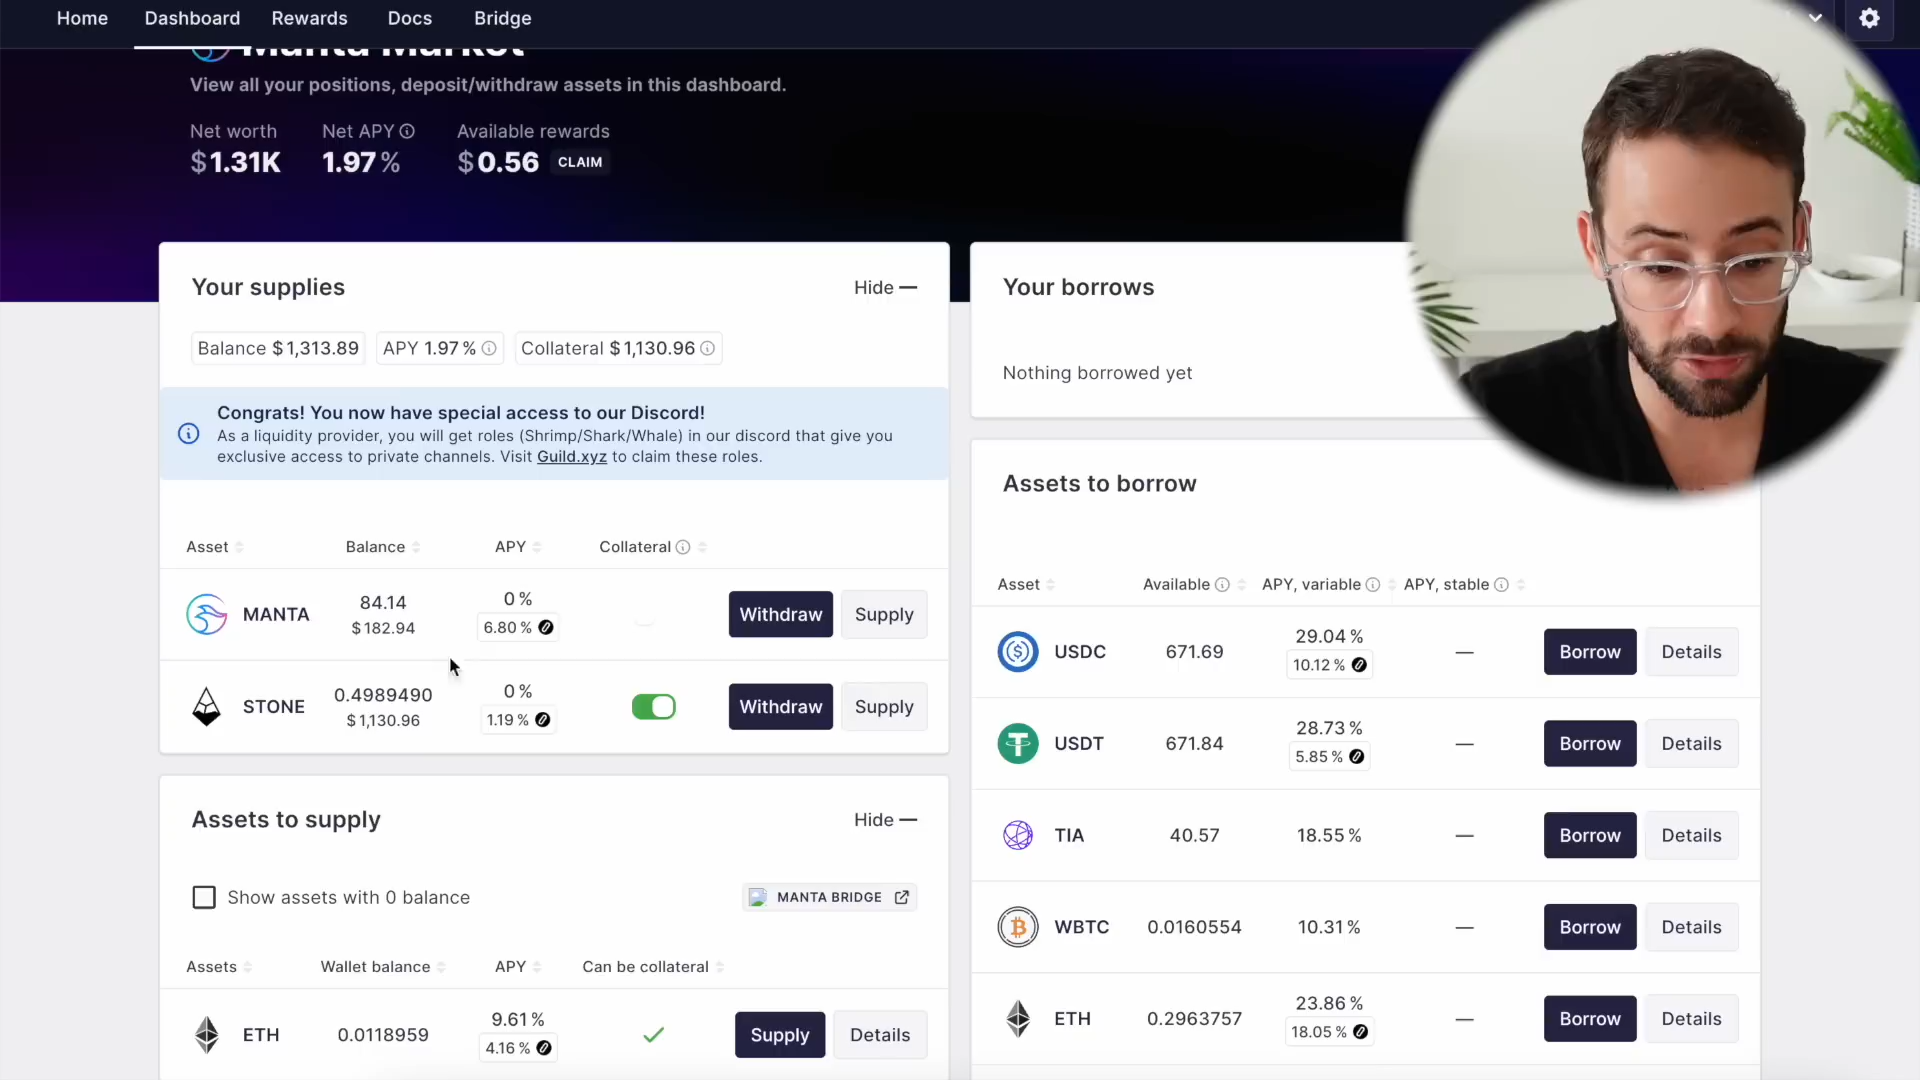 Home Dashboard Rewards Docs Bridge
Manta Market
View all your positions, deposit/withdraw assets in this dashboard.
Net worth Net APY Available rewards
$1.31K 1.97% $0.56 CLAIM
Your supplies Hide —
Balance $1,313.89 APY 1.97% Collateral $1,130.96
Congrats! You now have special access to our Discord!
As a liquidity provider, you will get roles (Shrimp/Shark/Whale) in our discord that give you
exclusive access to private channels. Visit Guild.xyz to claim these roles.
Asset Balance APY Collateral
MANTA 84.14 0% Withdraw Supply
$182.94 6.80%
STONE 0.4989490 0% Withdraw Supply
$1,130.96 1.19%
Assets to supply Hide —
Show assets with 0 balance MANTA BRIDGE
Assets Wallet balance APY Can be collateral
ETH 0.0118959 9.61% Supply Details
4.16%
Your borrows
Nothing borrowed yet
Assets to borrow
Asset Available APY, variable APY, stable
USDC 671.69 29.04% — Borrow Details
10.12%
USDT 671.84 28.73% — Borrow Details
5.85%
TIA 40.57 18.55% — Borrow Details
WBTC 0.0160554 10.31% — Borrow Details
ETH 0.2963757 23.86% — Borrow Details
18.05%